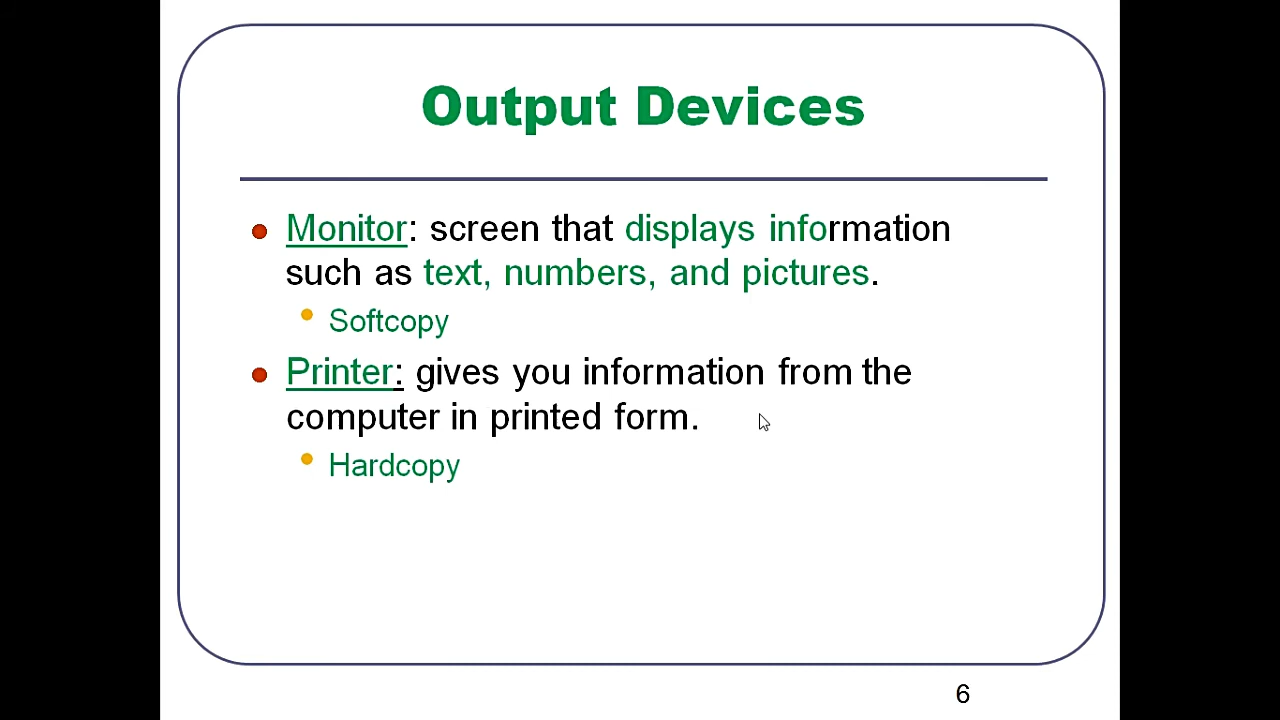 Output Devices
Monitor: screen that displays information
such as text, numbers, and pictures.
Softcopy
Printer: gives you information from the
computer in printed form.
Hardcopy
6